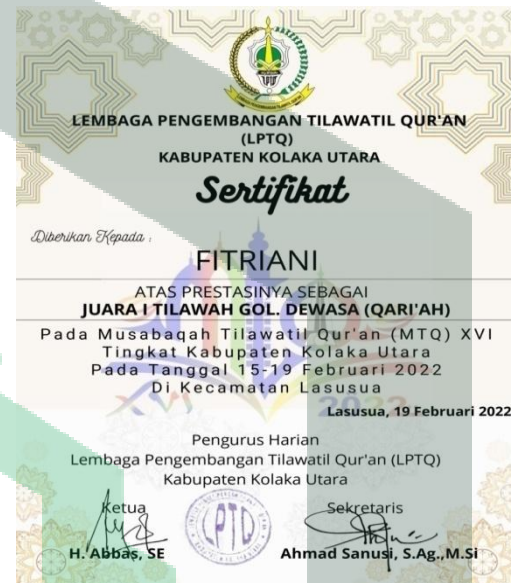 LEMBAGA PENGEMBANGAN TILAWATIL QUR'AN
(LPTQ)
KABUPATEN KOLAKA UTARA
Sertifikat
Diberikan Kepada :
FITRIANI
ATAS PRESTASINYA SEBAGAI
JUARA I TILAWAH GOL. DEWASA (QARI'AH)
Pada Musabaqah Tilawatil Qur'an (MTQ) XVI
Tingkat Kabupaten Kolaka Utara
Pada Tanggal 15-19 Februari 2022
Di Kecamatan Lasusua
2022
Lasusua, 19 Februari 2022
Pengurus Harian
Lembaga Pengembangan Tilawatil Qur'an (LPTQ)
Kabupaten Kolaka Utara
Ketua
Sekretaris
LPTQ
H. Abbas, SE
Ahmad Sanusi, S.Ag.,M.Si